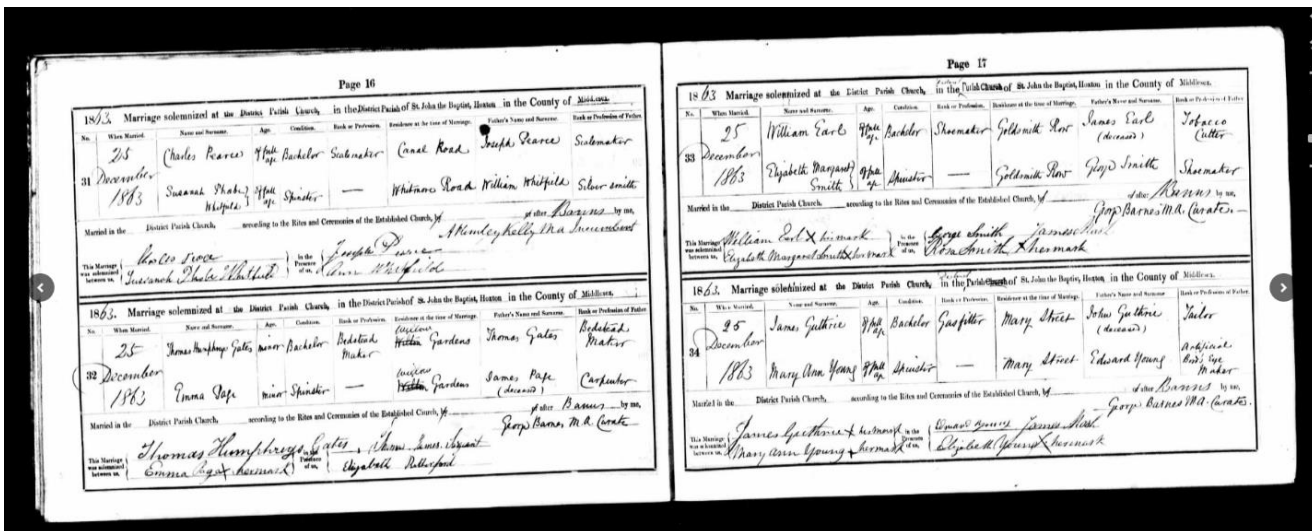 Page 16
1863. Marriage solemnized at the District Parish Church, in the District Parish of St. John the Baptist, Hoxton in the County of Middlesex
No. When Married. Name and Surname. Age. Condition. Rank or Profession. Residence at the time of Marriage. Father's Name and Surname. Rank or Profession of Father.
31 25 December 1863 Charles Pearce Of full age Bachelor Scalemaker Canal Road Joseph Pearce Scalemaker
Susanah Phabe Whitfield Of full age Spinster — Whitmore Road William Whitfield Silver smith
Married in the District Parish Church, according to the Rites and Ceremonies of the Established Church, by after Banns by me,
Kelly M.A. Incumbent
This Marriage was solemnized between us, Charles Susanah Phabe Whitfield in the Presence of us, Joseph Pearce Ann Whitfield
1863. Marriage solemnized at the District Parish Church, in the District Parish of St. John the Baptist, Hoxton in the County of Middlesex.
No. When Married. Name and Surname. Age. Condition. Rank or Profession. Residence at the time of Marriage. Father's Name and Surname. Rank or Profession of Father.
32 25 December 1863 Thomas Humphrys Gates minor Bachelor Bedstead Maker Gardens Thomas Gates Bedstead Maker
Emma Page minor Spinster — Gardens James Page (deceased) Carpenter
Married in the District Parish Church, according to the Rites and Ceremonies of the Established Church, by after Banns by me,
George Barnes M.A. Curate
This Marriage was solemnized between us, Thomas Humphrys Gates Emma Page x her mark in the Presence of us, James Elizabeth
Page 17
1863 Marriage solemnized at the District Parish Church, in the District Parish Church of St. John the Baptist, Hoxton in the County of Middlesex.
No. When Married. Name and Surname. Age. Condition. Rank or Profession. Residence at the time of Marriage. Father's Name and Surname. Rank or Profession of Father.
33 25 December 1863 William Earl Of full age Bachelor Shoemaker Goldsmith Row James Earl (deceased) Tobacco Cutter
Elizabeth Margaret Smith Of full age Spinster — Goldsmith Row George Smith Shoemaker
Married in the District Parish Church, according to the Rites and Ceremonies of the Established Church, by after Banns by me,
George Barnes M.A. Curate
This Marriage was solemnized between us, William Earl x his mark Elizabeth Margaret Smith x her mark in the Presence of us, George Smith James Rose Smith x her mark
1863. Marriage solemnized at the District Parish Church, in the District Parish Church of St. John the Baptist, Hoxton in the County of Middlesex.
No. When Married. Name and Surname. Age. Condition. Rank or Profession. Residence at the time of Marriage. Father's Name and Surname. Rank or Profession of Father.
34 25 December 1863 James Guthrie Of full age Bachelor Gasfitter Mary Street John Guthrie (deceased) Tailor
Mary Ann Young Of full age Spinster — Mary Street Edward Young Artificial Bird's Eye Maker
Married in the District Parish Church, according to the Rites and Ceremonies of the Established Church, by after Banns by me,
George Barnes M.A. Curate.
This Marriage was solemnized between us, James Guthrie x his mark Mary Ann Young x her mark in the Presence of us, Edward Young James Elizabeth Young x her mark